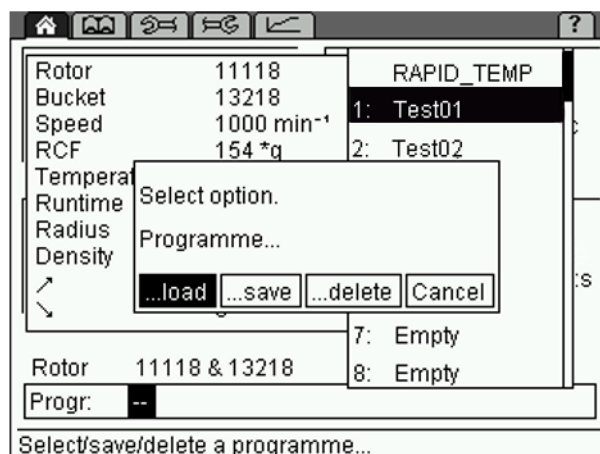 ?
Rotor 11118
Bucket 13218
Speed 1000 min⁻¹
RCF 154 *g
Runtime
Radius
Density
RAPID_TEMP
1: Test01
2: Test02
Select option.
Programme...
...load ...save ...delete Cancel
7: Empty
8: Empty
Rotor 11118 & 13218
Progr: --
Select/save/delete a programme...